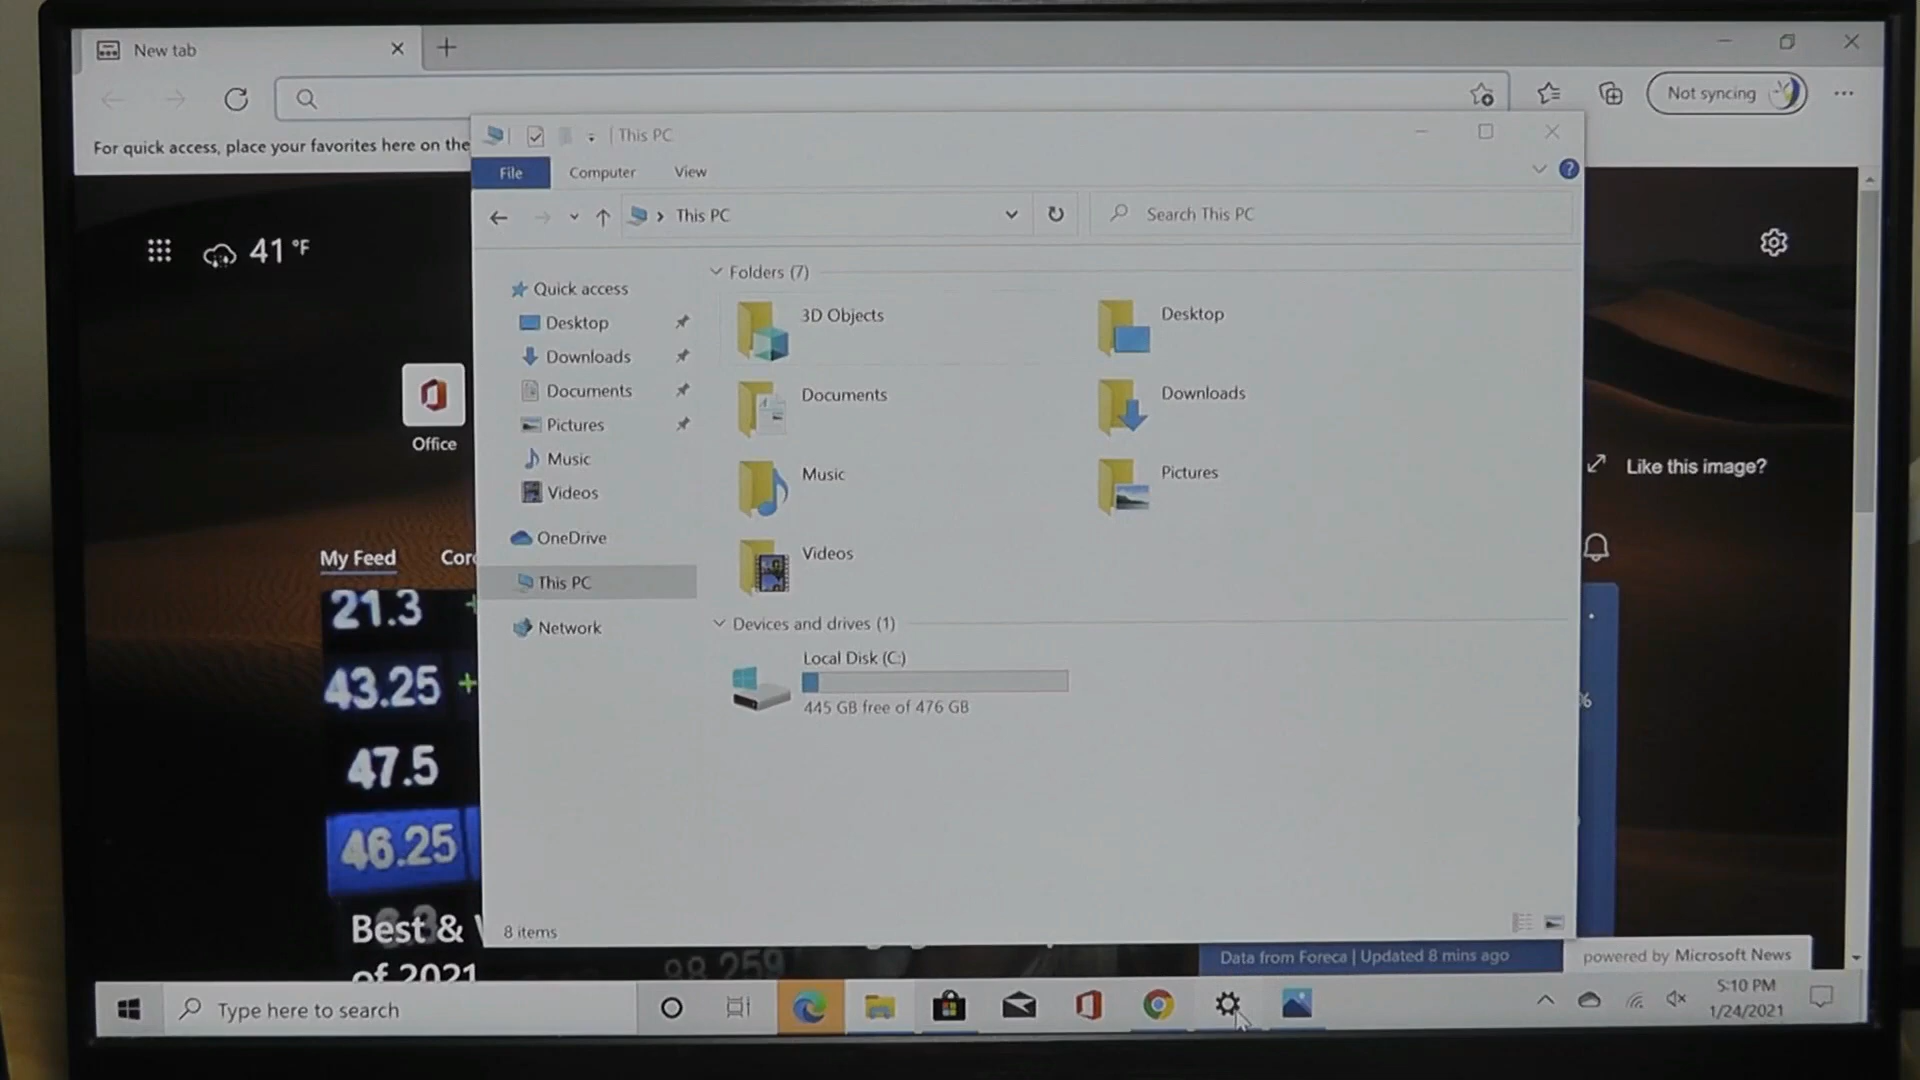 New tab
Not syncing
For quick access, place your favorites here on the
This PC
File
Computer
View
This PC
Search This PC
41 °F
Quick access
Desktop
Downloads
Documents
Pictures
Music
Videos
OneDrive
This PC
Network
Folders (7)
3D Objects
Desktop
Documents
Downloads
Music
Pictures
Videos
Devices and drives (1)
Local Disk (C:)
445 GB free of 476 GB
8 items
Office
Like this image?
My Feed
Cor
21.3
43.25 +
47.5
46.25
Best &
of 2021
98.259
%
Data from Foreca | Updated 8 mins ago
powered by Microsoft News
Type here to search
5:10 PM
1/24/2021